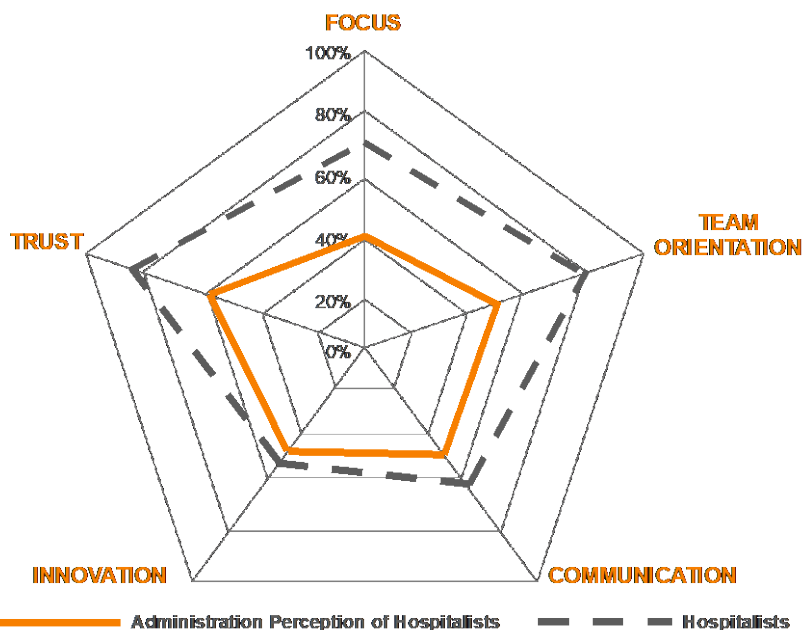 FOCUS
100%
80%
60%
40%
20%
0%
TRUST
TEAM
ORIENTATION
INNOVATION
COMMUNICATION
Administration Perception of Hospitalists
Hospitalists